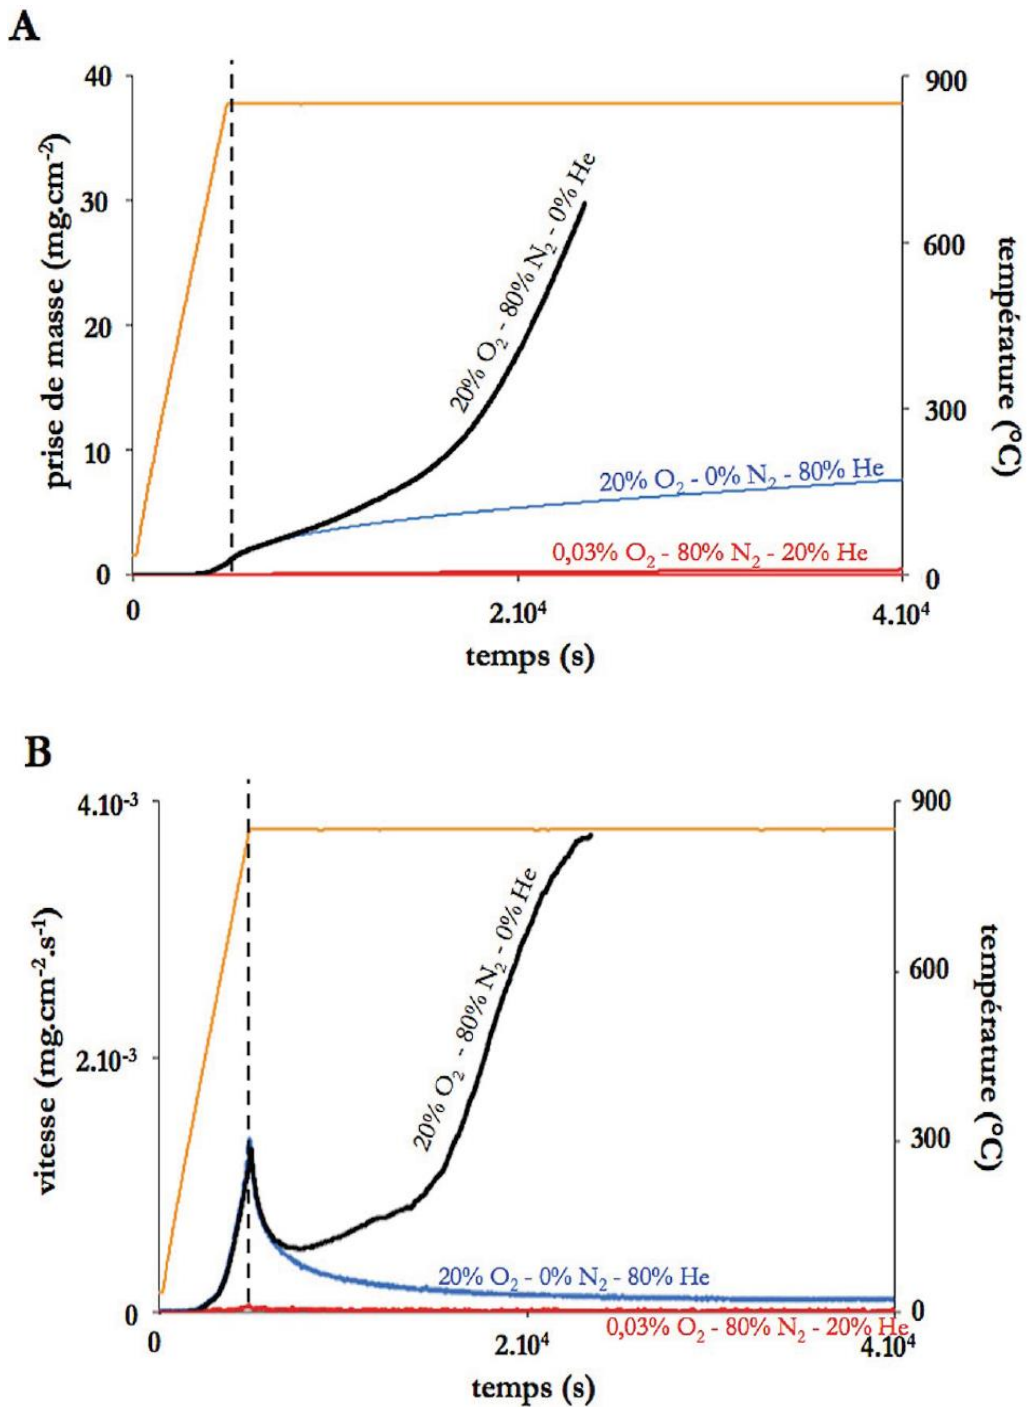 A
40
30
20
10
0
prise de masse (mg.cm⁻²)
900
600
300
0
température (°C)
20% O₂ - 80% N₂ - 0% He
20% O₂ - 0% N₂ - 80% He
0,03% O₂ - 80% N₂ - 20% He
0
2.10⁴
4.10⁴
temps (s)
B
4.10⁻³
2.10⁻³
0
vitesse (mg.cm⁻².s⁻¹)
900
600
300
0
température (°C)
20% O₂ - 80% N₂ - 0% He
20% O₂ - 0% N₂ - 80% He
0,03% O₂ - 80% N₂ - 20% He
0
2.10⁴
4.10⁴
temps (s)